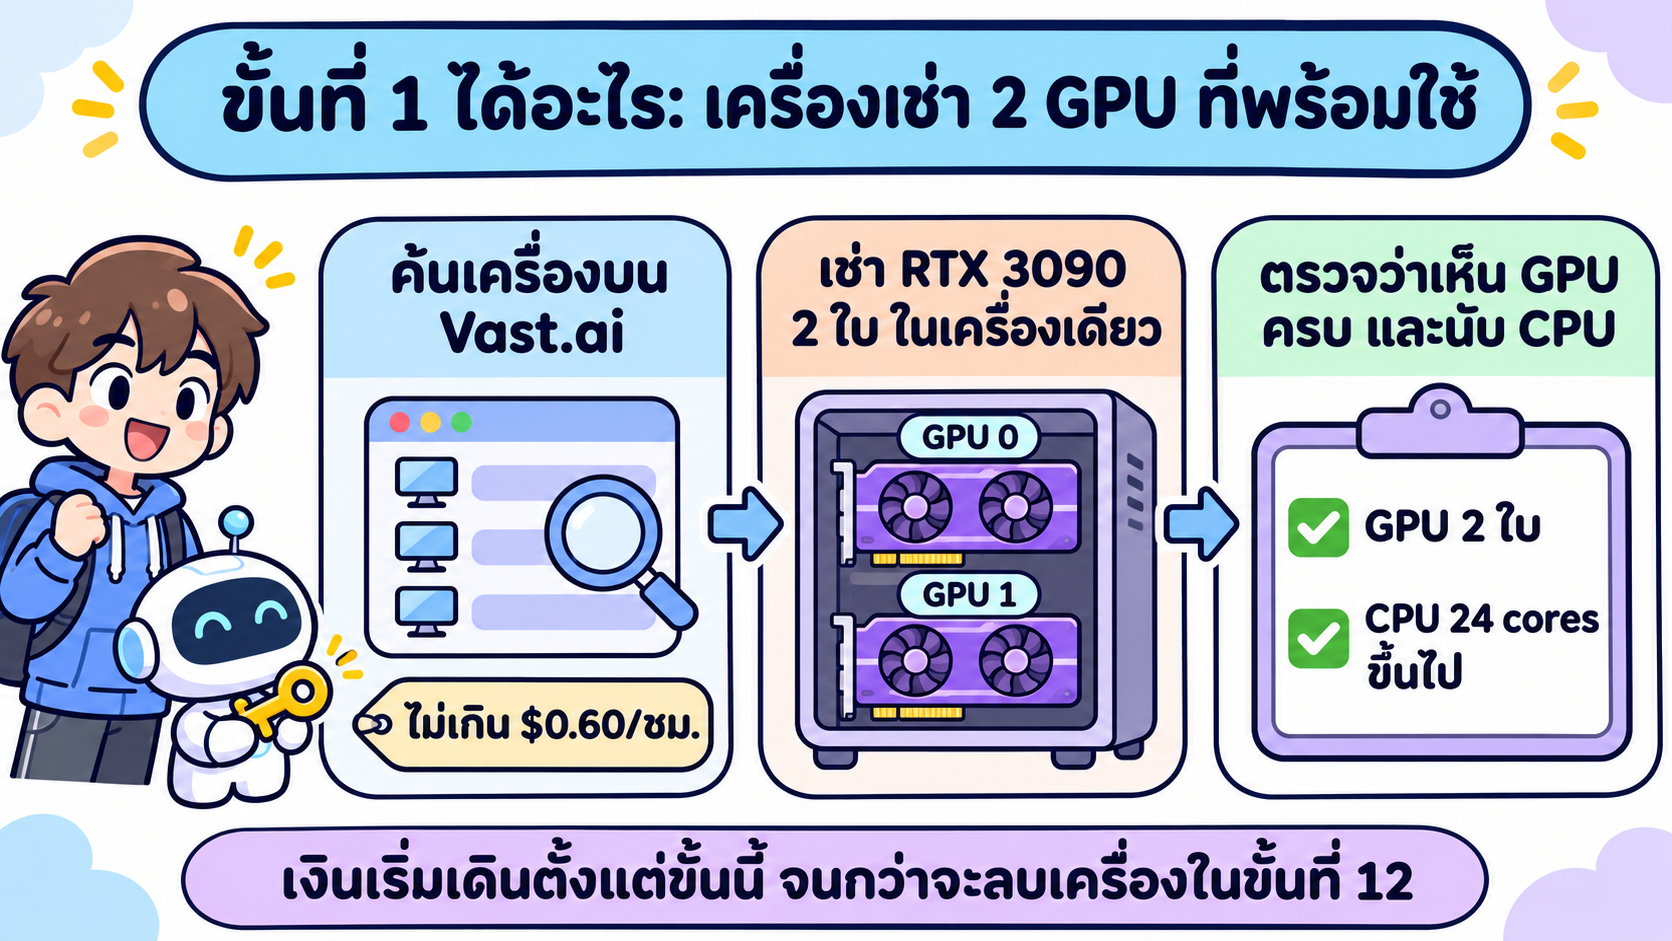 ขั้นที่ 1 ได้อะไร: เครื่องเช่า 2 GPU ที่พร้อมใช้
ค้นเครื่องบน
Vast.ai
ไม่เกิน $0.60/ชม.
เช่า RTX 3090
2 ใบ ในเครื่องเดียว
GPU 0
GPU 1
ตรวจว่าเห็น GPU
ครบ และนับ CPU
GPU 2 ใบ
CPU 24 cores
ขึ้นไป
เงินเริ่มเดินตั้งแต่ขั้นนี้ จนกว่าจะลบเครื่องในขั้นที่ 12